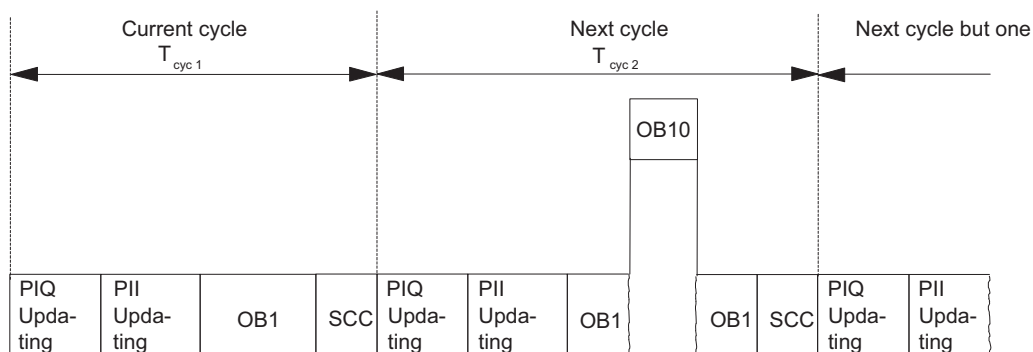 Current cycle
T cyc 1
Next cycle
T cyc 2
Next cycle but one
OB10
PIQ
Upda-
ting
PII
Upda-
ting
OB1
SCC
PIQ
Upda-
ting
PII
Upda-
ting
OB1
OB1
SCC
PIQ
Upda-
ting
PII
Upda-
ting